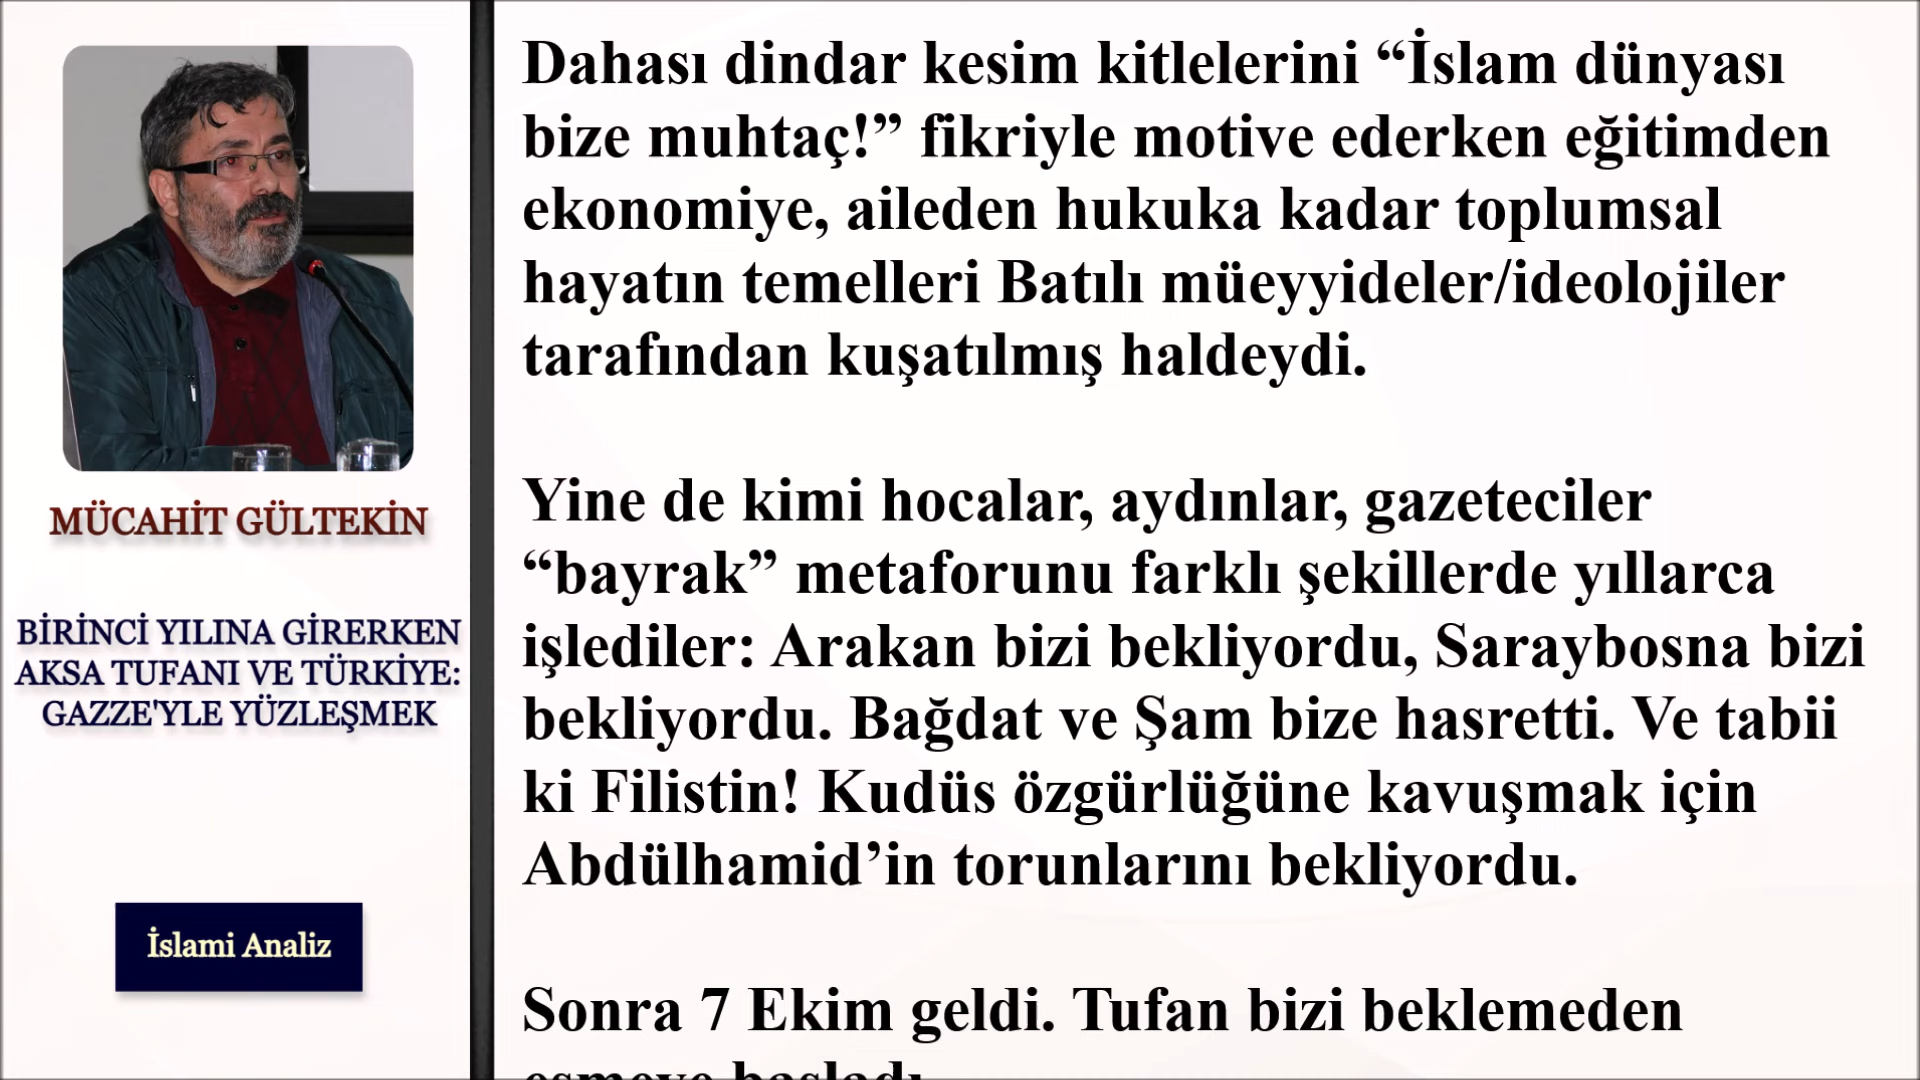 MÜCAHİT GÜLTEKİN
BİRİNCİ YILINA GİRERKEN
AKSA TUFANI VE TÜRKİYE:
GAZZE'YLE YÜZLEŞMEK
İslami Analiz
Dahası dindar kesim kitlelerini “İslam dünyası
bize muhtaç!” fikriyle motive ederken eğitimden
ekonomiye, aileden hukuka kadar toplumsal
hayatın temelleri Batılı müeyyideler/ideolojiler
tarafından kuşatılmış haldeydi.
Yine de kimi hocalar, aydınlar, gazeteciler
“bayrak” metaforunu farklı şekillerde yıllarca
işlediler: Arakan bizi bekliyordu, Saraybosna bizi
bekliyordu. Bağdat ve Şam bize hasretti. Ve tabii
ki Filistin! Kudüs özgürlüğüne kavuşmak için
Abdülhamid’in torunlarını bekliyordu.
Sonra 7 Ekim geldi. Tufan bizi beklemeden